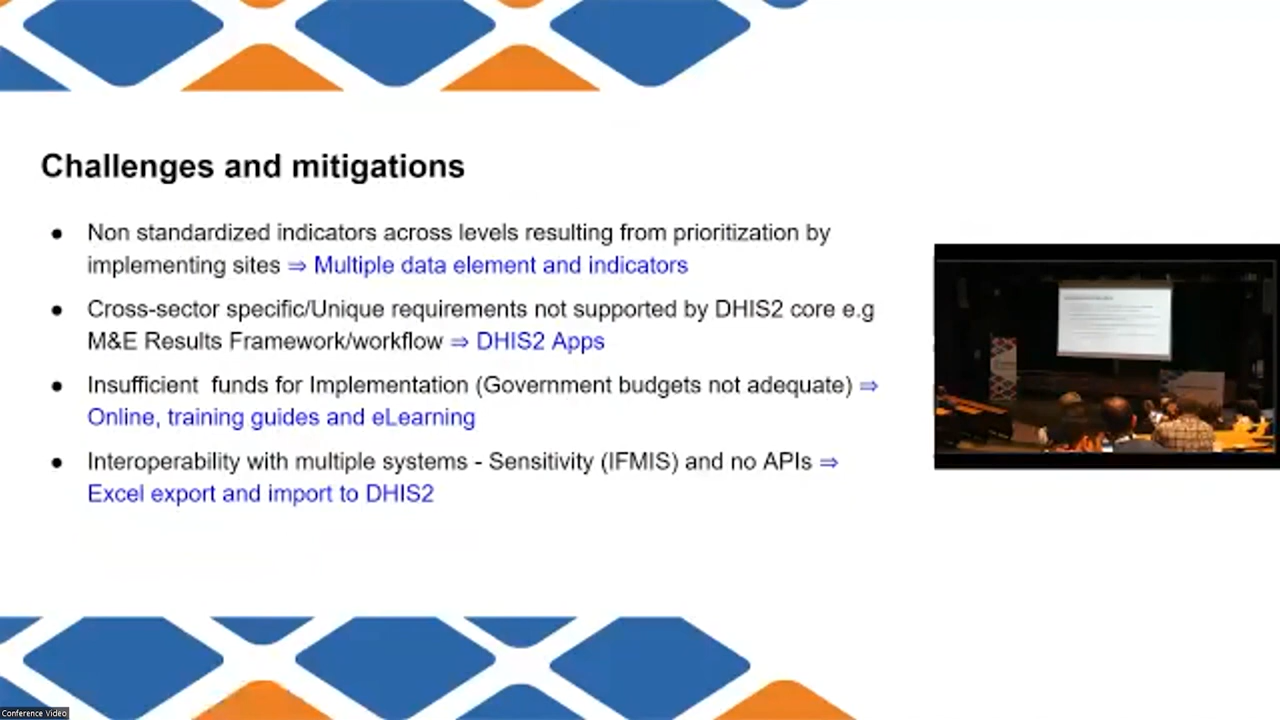 Challenges and mitigations
● Non standardized indicators across levels resulting from prioritization by
implementing sites ⇒ Multiple data element and indicators
● Cross-sector specific/Unique requirements not supported by DHIS2 core e.g
M&E Results Framework/workflow ⇒ DHIS2 Apps
● Insufficient  funds for Implementation (Government budgets not adequate) ⇒
Online, training guides and eLearning
● Interoperability with multiple systems - Sensitivity (IFMIS) and no APIs ⇒
Excel export and import to DHIS2
Conference Video